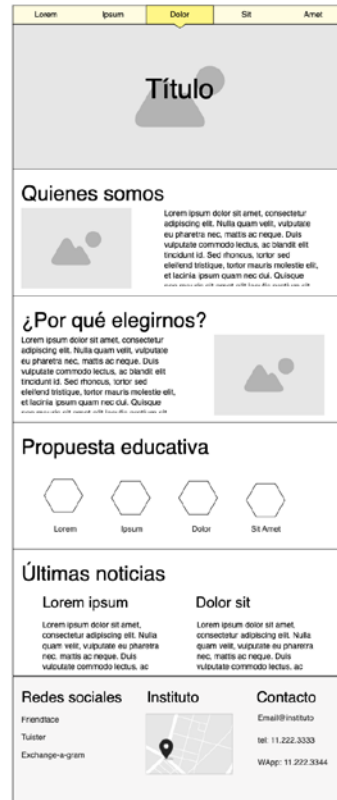 Lorem Ipsum Dolor Sit Amet
Título
Quienes somos
Lorem ipsum dolor sit amet, consectetur
adipiscing elit. Nulla quam velit, vulputate
eu pharetra nec, mattis ac neque. Duis
vulputate commodo lectus, ac blandit elit
tincidunt id. Sed rhoncus, tortor sed
eleifend tristique, tortor mauris molestie elit,
¿Por qué elegirnos?
Lorem ipsum dolor sit amet, consectetur
adipiscing elit. Nulla quam velit, vulputate
eu pharetra nec, mattis ac neque. Duis
vulputate commodo lectus, ac blandit elit
tincidunt id. Sed rhoncus, tortor sed
eleifend tristique, tortor mauris molestie elit,
et lacinia ipsum quam nec dui. Quisque
Propuesta educativa
Lorem Ipsum Dolor Sit Amet
Últimas noticias
Lorem ipsum
Lorem ipsum dolor sit amet,
consectetur adipiscing elit. Nulla
quam velit, vulputate eu pharetra
nec, mattis ac neque. Duis
vulputate commodo lectus, ac
Dolor sit
Lorem ipsum dolor sit amet,
consectetur adipiscing elit. Nulla
quam velit, vulputate eu pharetra
nec, mattis ac neque. Duis
vulputate commodo lectus, ac
Redes sociales
Friendface
Tuister
Exchange-a-gram
Instituto
Contacto
Email@instituto
tel: 11.222.3333
WApp: 11.222.3344